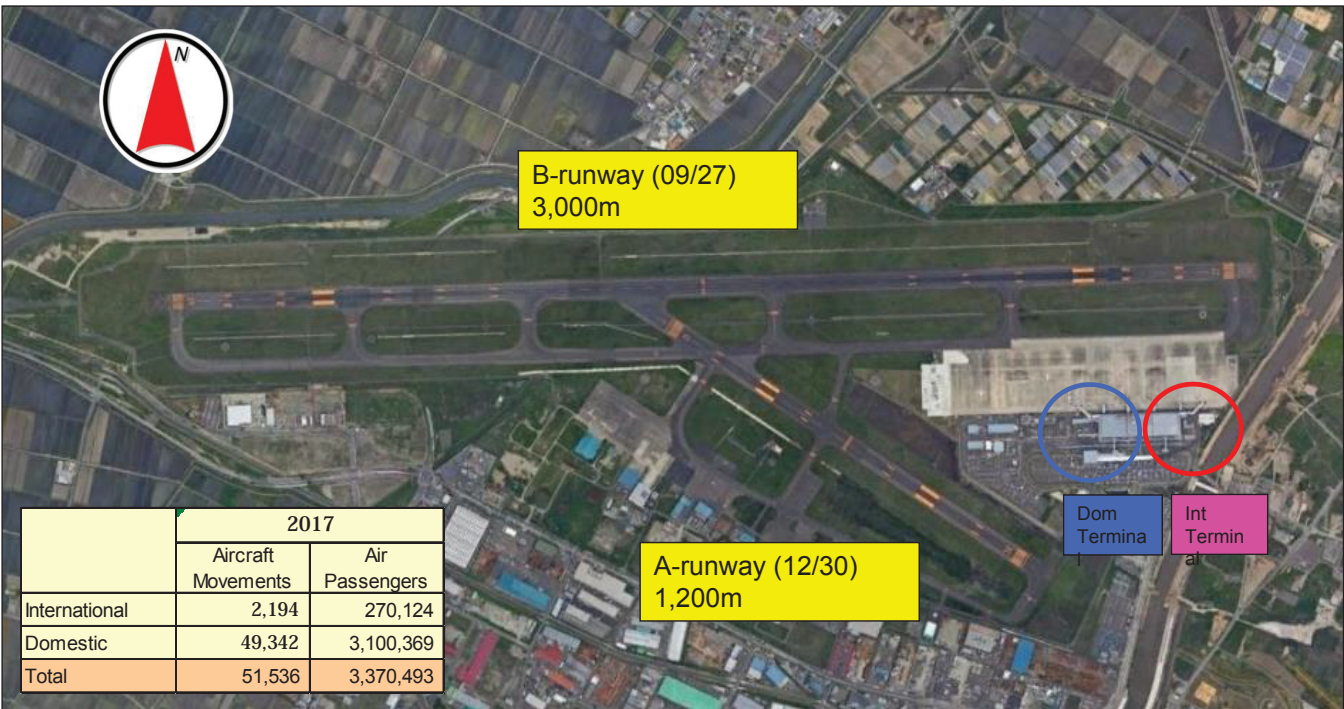 N
B-runway (09/27)
3,000m
A-runway (12/30)
1,200m
Dom
Termina
l
Int
Termin
al
2017
Aircraft Movements Air Passengers
International 2,194 270,124
Domestic 49,342 3,100,369
Total 51,536 3,370,493